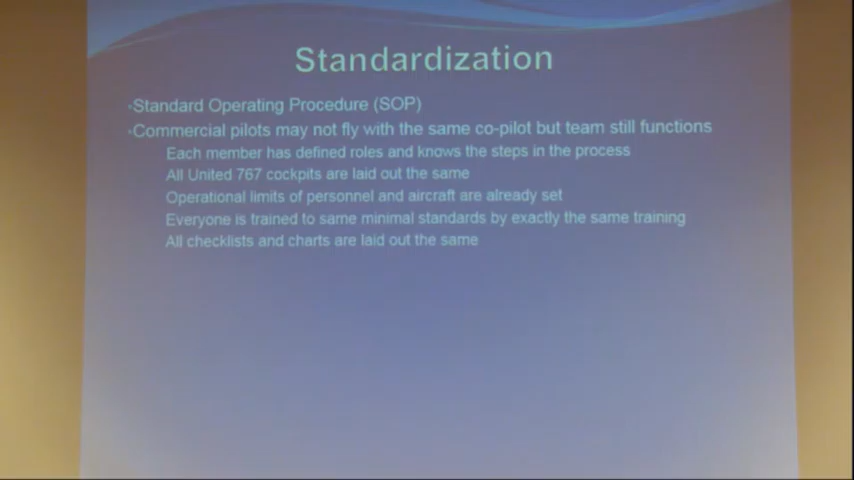 Standardization
•Standard Operating Procedure (SOP)
•Commercial pilots may not fly with the same co-pilot but team still functions
Each member has defined roles and knows the steps in the process
All United 767 cockpits are laid out the same
Operational limits of personnel and aircraft are already set
Everyone is trained to same minimal standards by exactly the same training
All checklists and charts are laid out the same